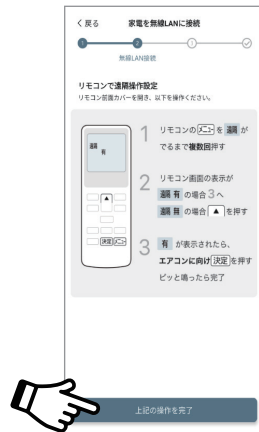 く 戻る 家電を無線LANに接続
1 2 3
無線LAN接続
リモコンで遠隔操作設定
リモコン前面カバーを開き、以下を操作ください。
遠隔
有
▲
決定 メニュー
1 リモコンの メニュー を 遠隔 が
でるまで複数回押す
2 リモコン画面の表示が
遠隔 有 の場合 3 へ
遠隔 無 の場合 ▲ を押す
3 有 が表示されたら、
エアコンに向け 決定 を押す
ピッと鳴ったら完了
上記の操作を完了